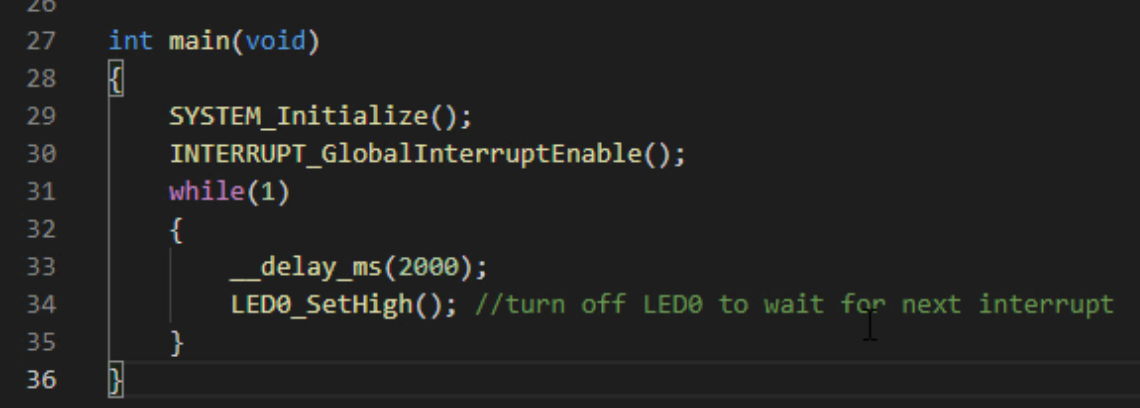 26
27 int main(void)
28 {
29     SYSTEM_Initialize();
30     INTERRUPT_GlobalInterruptEnable();
31     while(1)
32     {
33         __delay_ms(2000);
34         LED0_SetHigh(); //turn off LED0 to wait for next interrupt
35     }
36 }